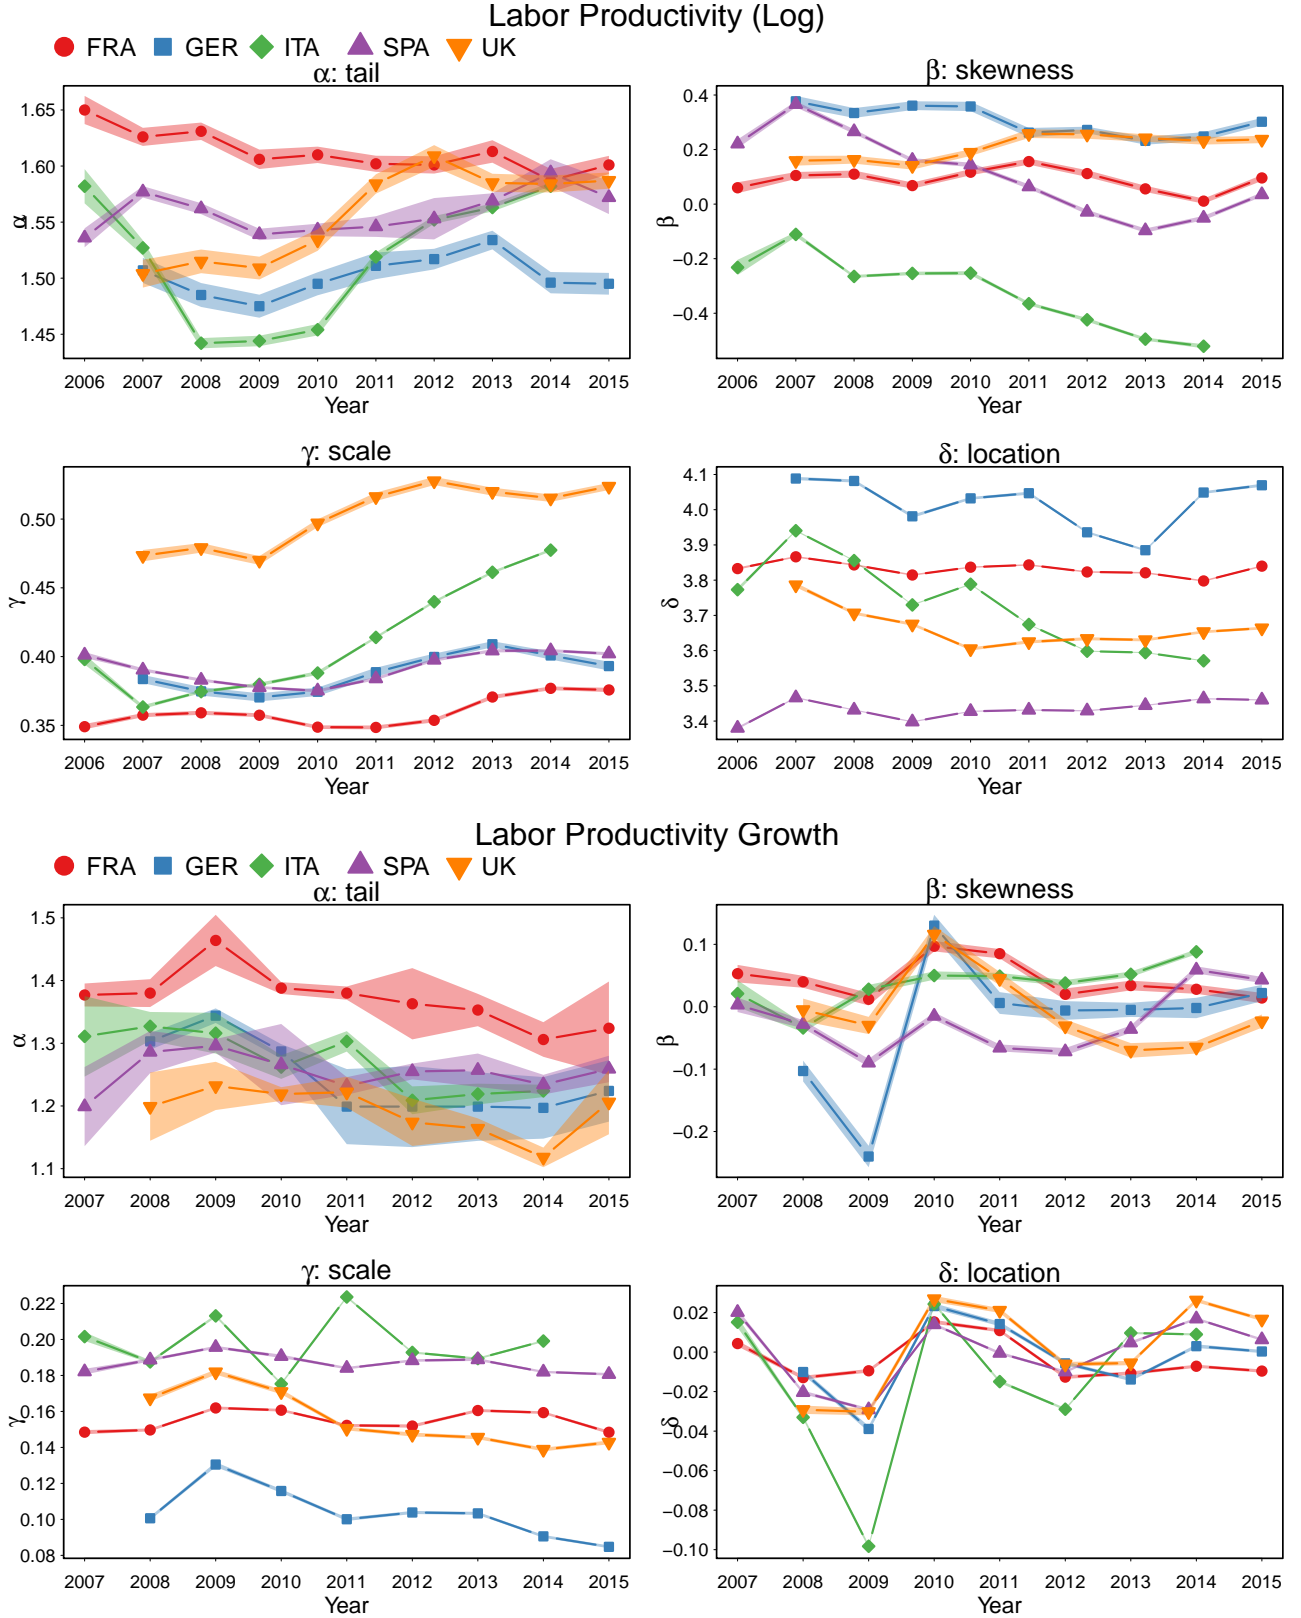 Labor Productivity (Log)
FRA GER ITA SPA UK
α: tail
β: skewness
1.65
1.60
1.55
1.50
1.45
α
2006 2007 2008 2009 2010 2011 2012 2013 2014 2015
Year
0.4
0.2
0.0
−0.2
−0.4
β
2006 2007 2008 2009 2010 2011 2012 2013 2014 2015
Year
γ: scale
δ: location
0.50
0.45
0.40
0.35
γ
2006 2007 2008 2009 2010 2011 2012 2013 2014 2015
Year
4.1
4.0
3.9
3.8
3.7
3.6
3.5
3.4
δ
2006 2007 2008 2009 2010 2011 2012 2013 2014 2015
Year
Labor Productivity Growth
FRA GER ITA SPA UK
α: tail
β: skewness
1.5
1.4
1.3
1.2
1.1
α
2007 2008 2009 2010 2011 2012 2013 2014 2015
Year
0.1
0.0
−0.1
−0.2
β
2007 2008 2009 2010 2011 2012 2013 2014 2015
Year
γ: scale
δ: location
0.22
0.20
0.18
0.16
0.14
0.12
0.10
0.08
γ
2007 2008 2009 2010 2011 2012 2013 2014 2015
Year
0.02
0.00
−0.02
−0.04
−0.06
−0.08
−0.10
δ
2007 2008 2009 2010 2011 2012 2013 2014 2015
Year